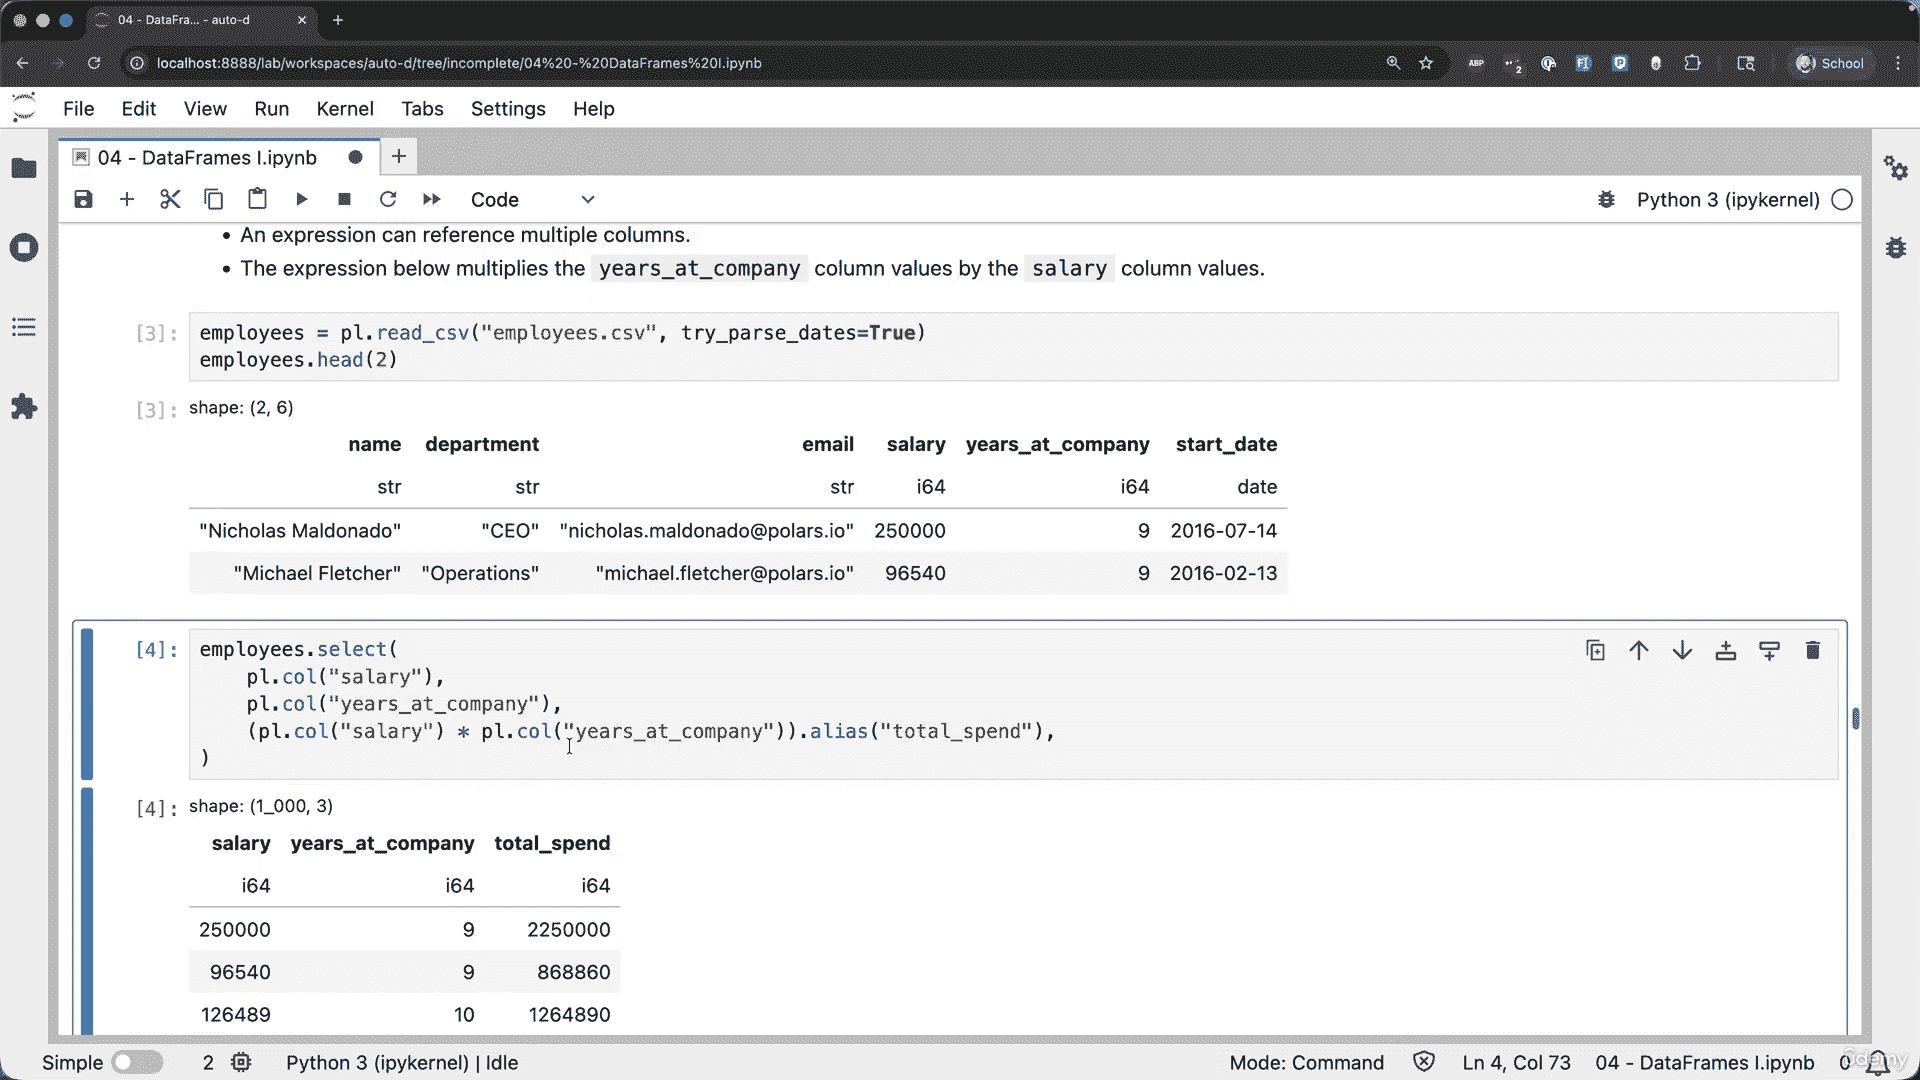 04 - DataFra... - auto-d
localhost:8888/lab/workspaces/auto-d/tree/incomplete/04%20-%20DataFrames%20I.ipynb
ABP
2
School
File Edit View Run Kernel Tabs Settings Help
04 - DataFrames I.ipynb
Code
Python 3 (ipykernel)
• An expression can reference multiple columns.
• The expression below multiplies the years_at_company column values by the salary column values.
[3]: employees = pl.read_csv("employees.csv", try_parse_dates=True)
employees.head(2)
[3]: shape: (2, 6)
name department email salary years_at_company start_date
str str str i64 i64 date
"Nicholas Maldonado" "CEO" "nicholas.maldonado@polars.io" 250000 9 2016-07-14
"Michael Fletcher" "Operations" "michael.fletcher@polars.io" 96540 9 2016-02-13
[4]: employees.select(
pl.col("salary"),
pl.col("years_at_company"),
(pl.col("salary") * pl.col("years_at_company")).alias("total_spend"),
)
[4]: shape: (1_000, 3)
salary years_at_company total_spend
i64 i64 i64
250000 9 2250000
96540 9 868860
126489 10 1264890
Simple 2 Python 3 (ipykernel) | Idle Mode: Command Ln 4, Col 73 04 - DataFrames I.ipynb 0
udemy